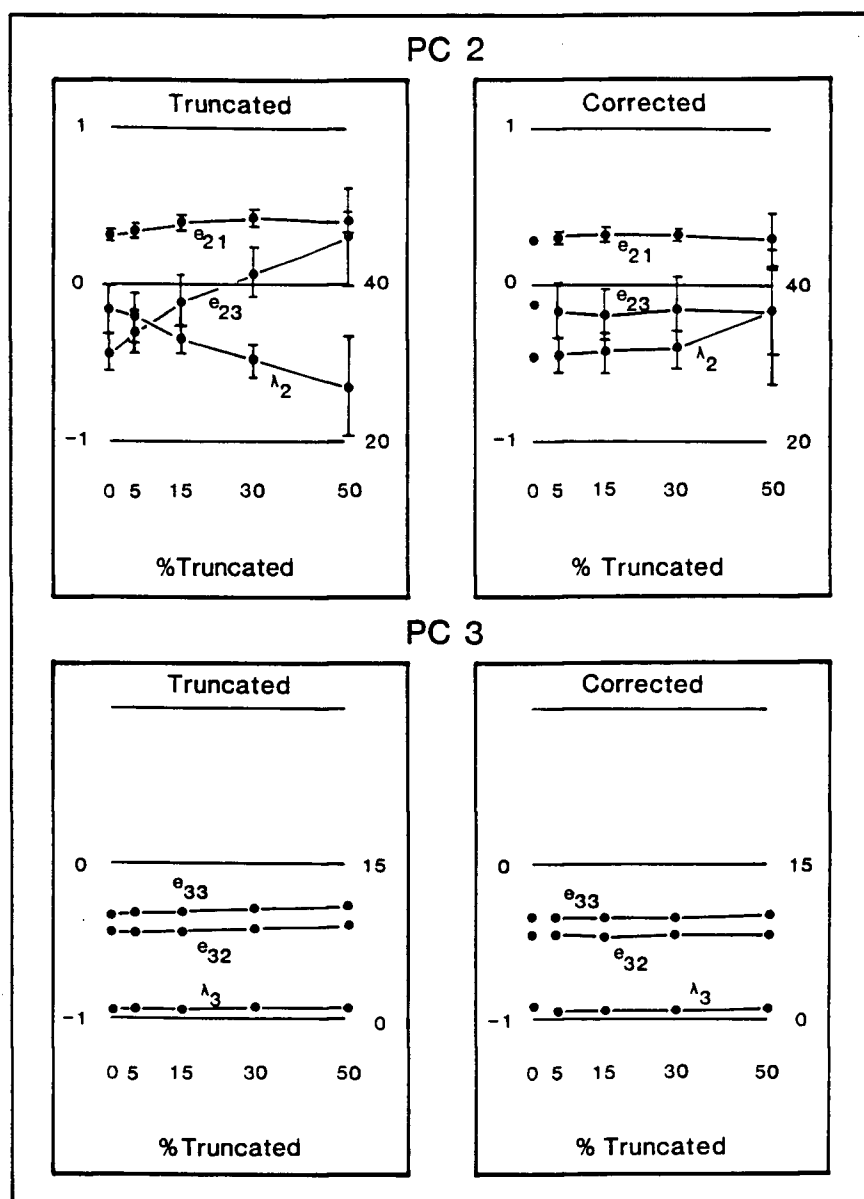 PC 2
Truncated
1
e21
0
40
e23
λ2
-1
20
0 5 15 30 50
%Truncated
Corrected
1
e21
0
40
e23
λ2
-1
20
0 5 15 30 50
% Truncated
PC 3
Truncated
0
15
e33
e32
λ3
-1
0
0 5 15 30 50
%Truncated
Corrected
0
15
e33
e32
λ3
-1
0
0 5 15 30 50
% Truncated